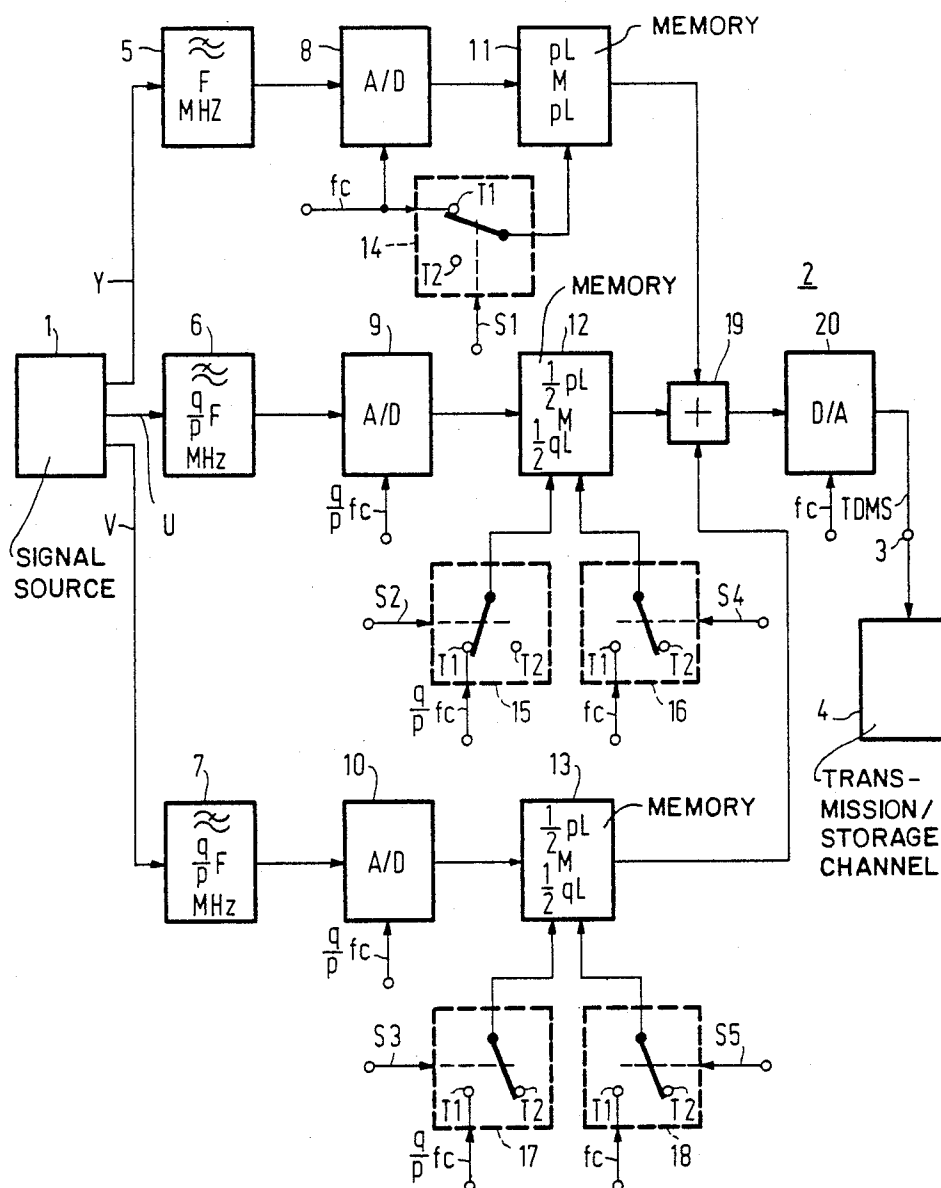 5
F
MHZ
8
A/D
11
pL
M
pL
MEMORY
fc
T1
14
T2
S1
Y
2
1
SIGNAL
SOURCE
6
q/p F
MHz
U
V
9
A/D
q/p fc
MEMORY
12
1/2 pL
M
1/2 qL
19
+
20
D/A
fc
TDMS
3
S2
T1
T2
q/p fc
15
S4
T1
T2
fc
16
4
TRANS-
MISSION/
STORAGE
CHANNEL
7
q/p F
MHz
10
A/D
q/p fc
13
1/2 pL
M
1/2 qL
MEMORY
S3
T1
T2
q/p fc
17
S5
T1
T2
fc
18